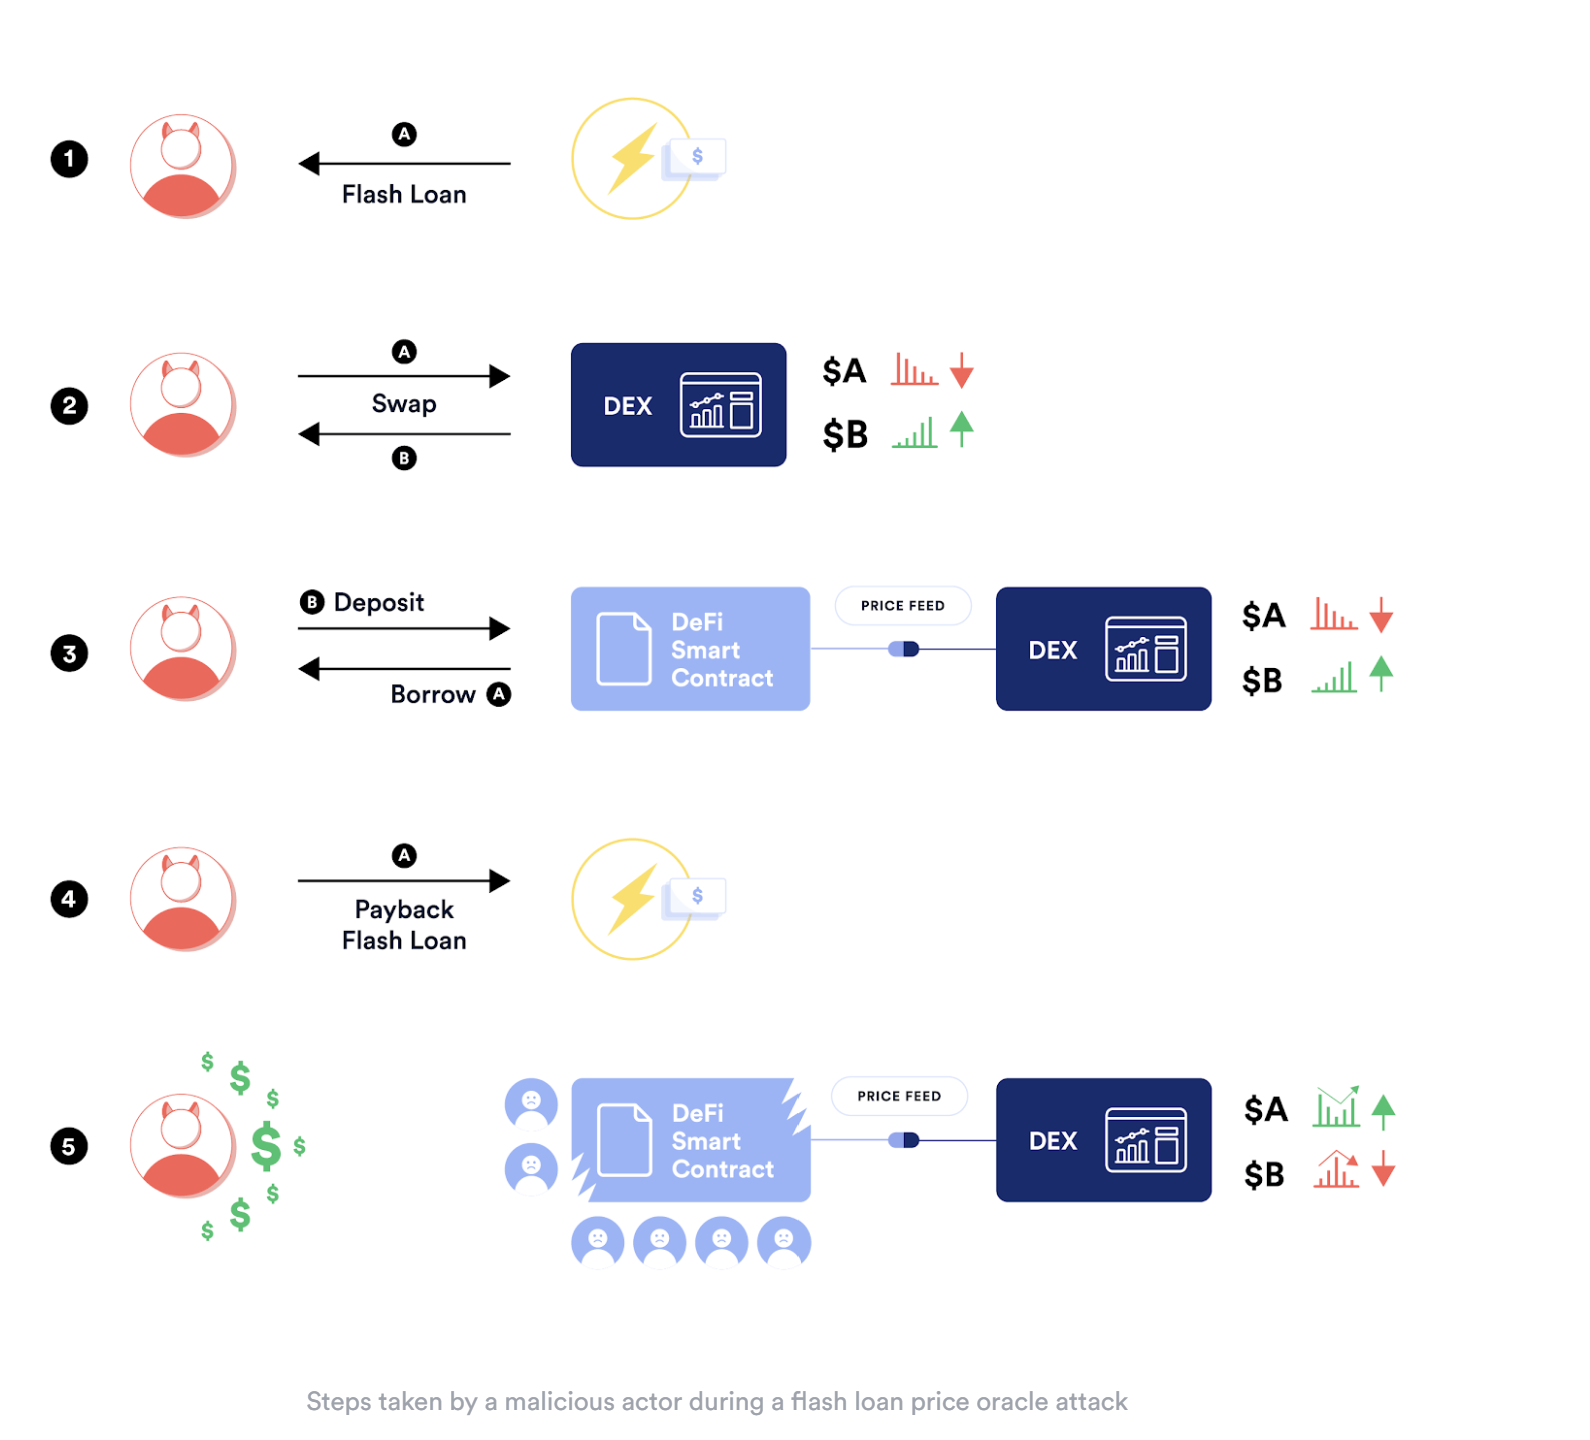 1
A
Flash Loan
$
2
A
Swap
B
DEX
$A
$B
3
B Deposit
Borrow A
DeFi
Smart
Contract
PRICE FEED
DEX
$A
$B
4
A
Payback
Flash Loan
$
5
$ $ $ $ $ $ $ $
DeFi
Smart
Contract
PRICE FEED
DEX
$A
$B
Steps taken by a malicious actor during a flash loan price oracle attack